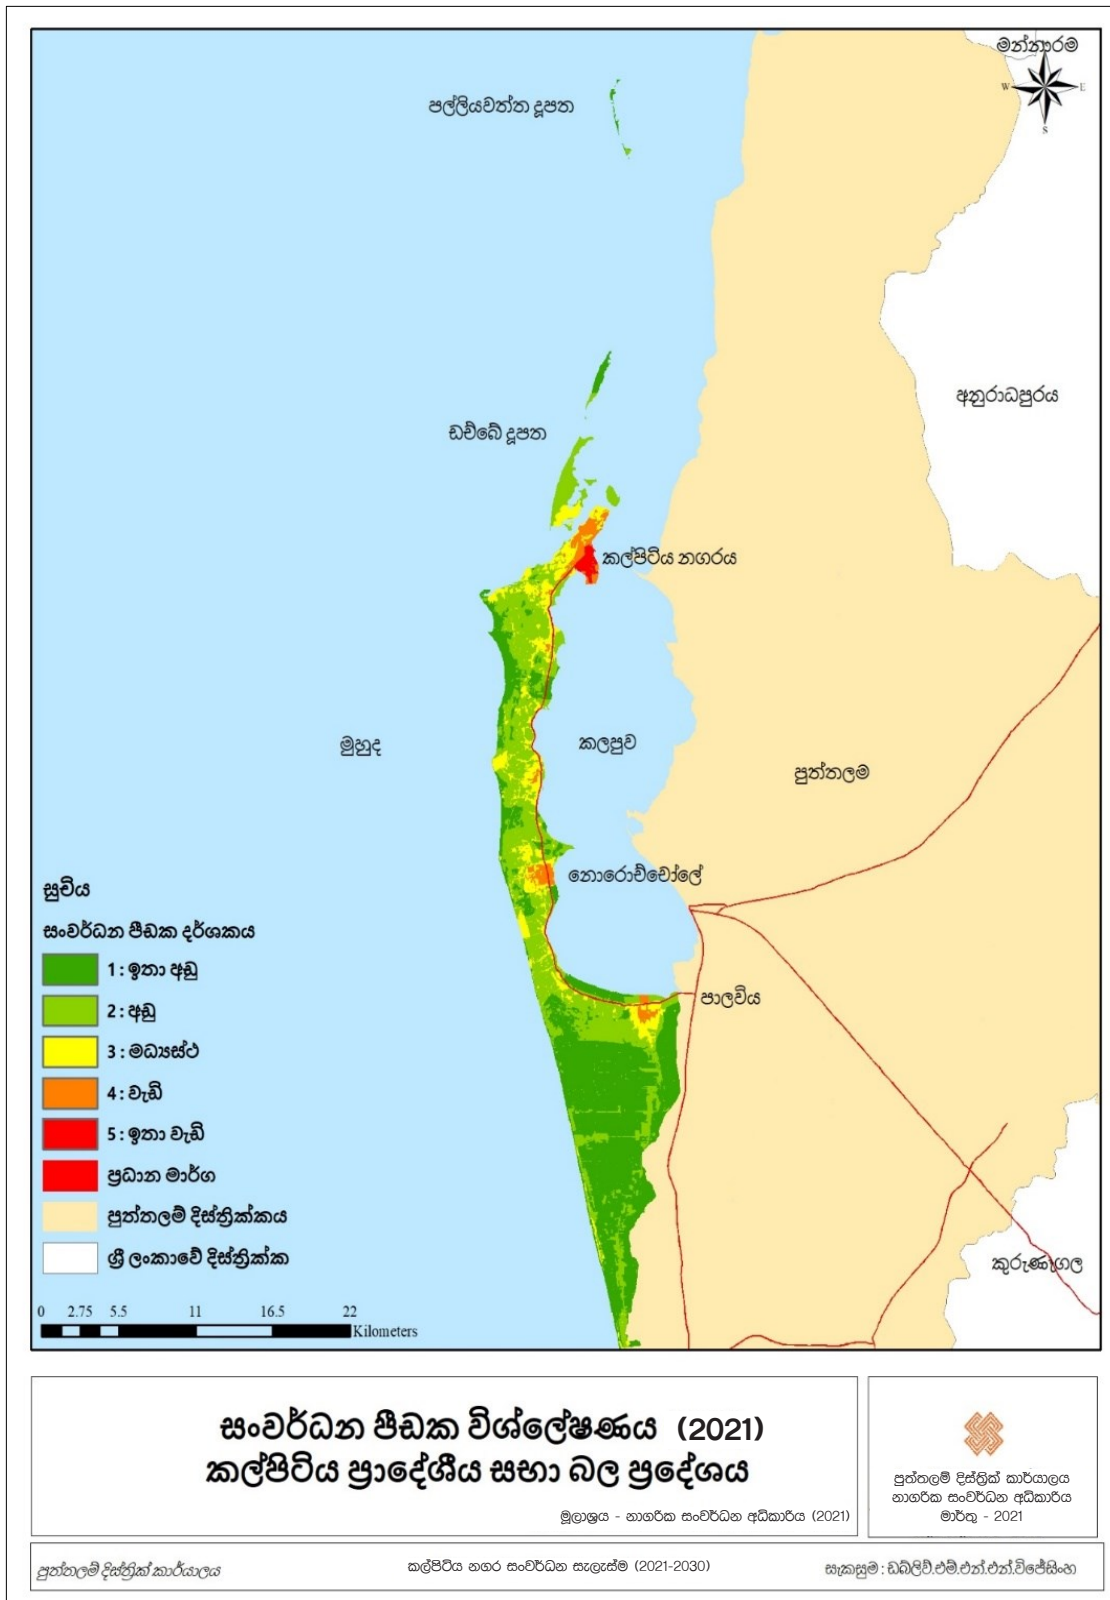 මන්නාරම
W
E
S
පල්ලියවත්ත දූපත
අනුරාධපුරය
ඩච්බේ දූපත
කල්පිටිය නගරය
මුහුද
කලපුව
පුත්තලම
නොරොච්චෝලේ
පාලවිය
කුරුණෑගල
සූචිය
සංවර්ධන පීඩක දර්ශකය
1 : ඉතා අඩු
2 : අඩු
3 : මධ්‍යස්ථ
4 : වැඩි
5 : ඉතා වැඩි
ප්‍රධාන මාර්ග
පුත්තලම් දිස්ත්‍රික්කය
ශ්‍රී ලංකාවේ දිස්ත්‍රික්ක
0 2.75 5.5 11 16.5 22
Kilometers
සංවර්ධන පීඩක විශ්ලේෂණය (2021)
කල්පිටිය ප්‍රාදේශීය සභා බල ප්‍රදේශය
මූලාශ්‍රය - නාගරික සංවර්ධන අධිකාරිය (2021)
පුත්තලම් දිස්ත්‍රික් කාර්යාලය
නාගරික සංවර්ධන අධිකාරිය
මාර්තු - 2021
පුත්තලම් දිස්ත්‍රික් කාර්යාලය
කල්පිටිය නගර සංවර්ධන සැලැස්ම (2021-2030)
සැකසුම : ඩබ්ලිව්.එම්.එන්.එන්.විජේසිංහ